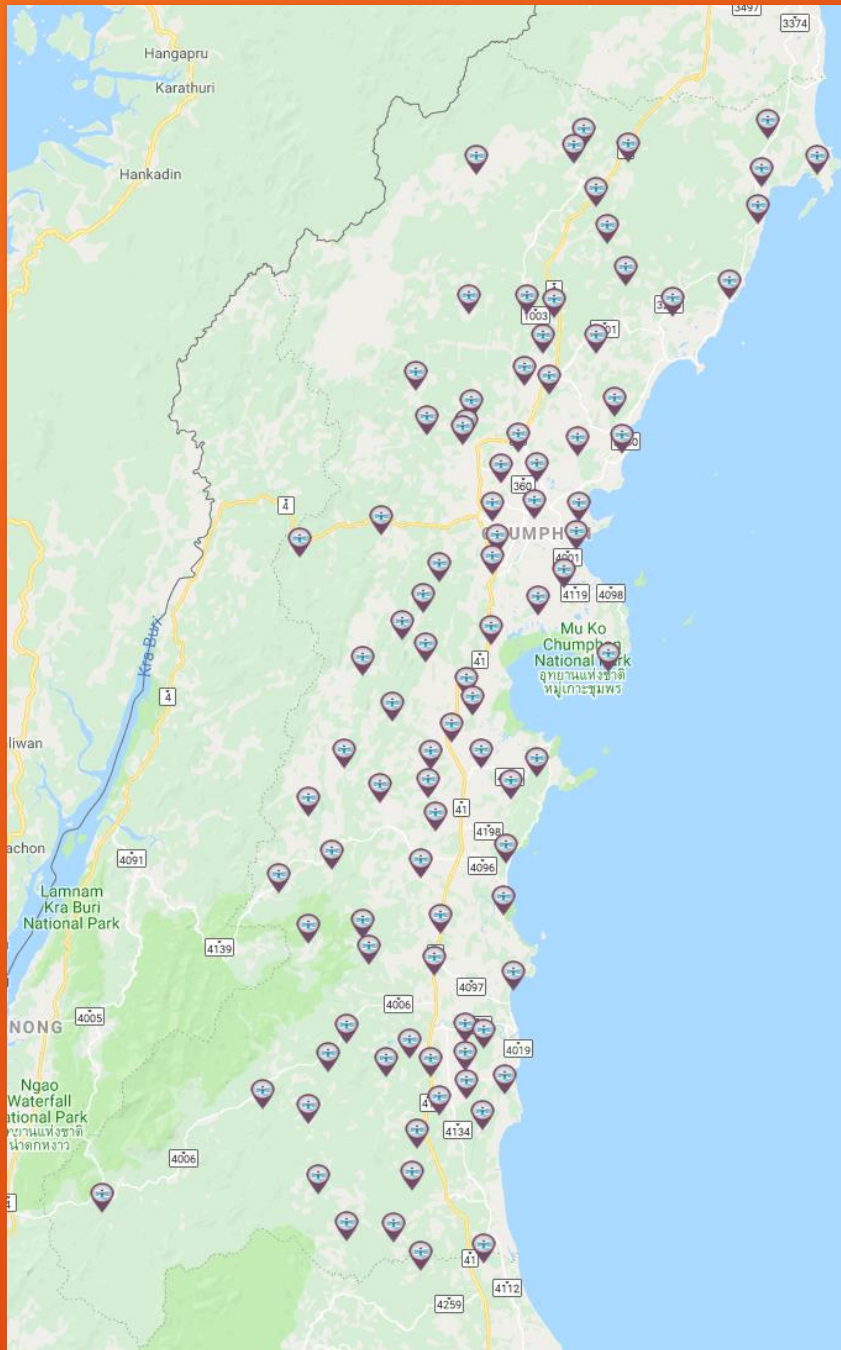 3497
3374
Hangapru
Karathuri
Hankadin
1003
4
360
CHUMPHON
4001
4119
4098
Mu Ko
Chumphon
National Park
อุทยานแห่งชาติ
หมู่เกาะชุมพร
Kra Buri
4
41
liwan
41
4198
achon
4091
4096
Lamnam
Kra Buri
National Park
4139
4097
4006
4005
NONG
4019
Ngao
Waterfall
ational Park
4134
4006
4
41
4112
4259